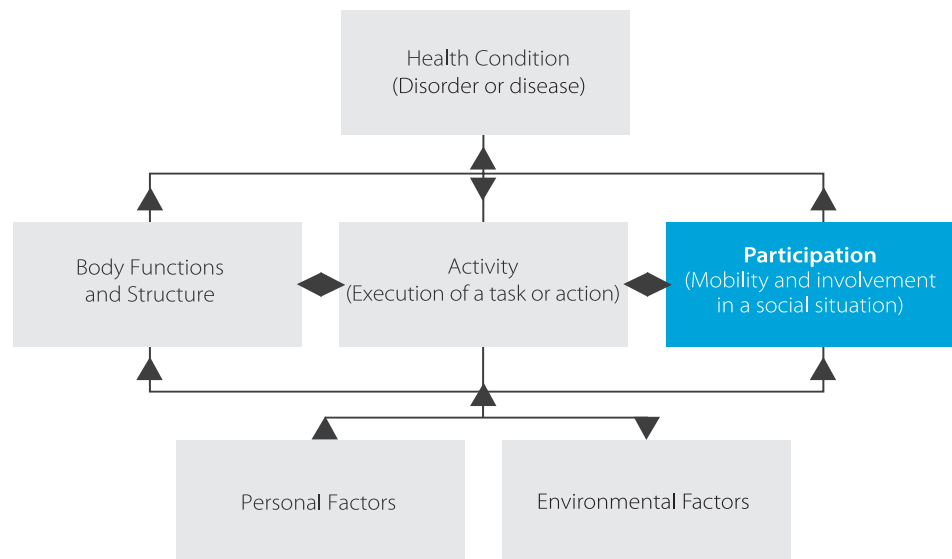 Health Condition
(Disorder or disease)
Body Functions
and Structure
Activity
(Execution of a task or action)
Participation
(Mobility and involvement
in a social situation)
Personal Factors
Environmental Factors